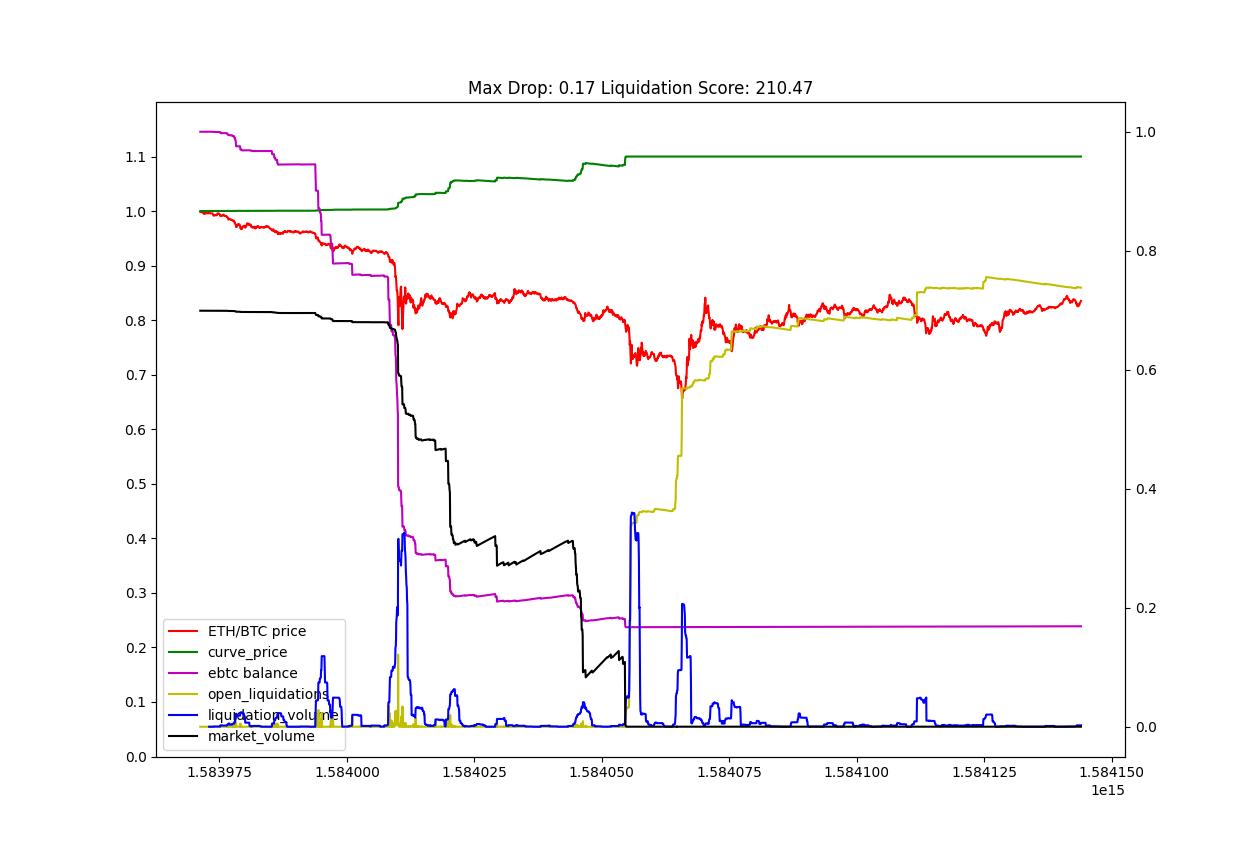 Max Drop: 0.17 Liquidation Score: 210.47
1.1
1.0
0.9
0.8
0.7
0.6
0.5
0.4
0.3
0.2
0.1
0.0
1.0
0.8
0.6
0.4
0.2
0.0
ETH/BTC price
curve_price
ebtc balance
open_liquidations
liquidation_volume
market_volume
1.583975 1.584000 1.584025 1.584050 1.584075 1.584100 1.584125 1.584150
1e15